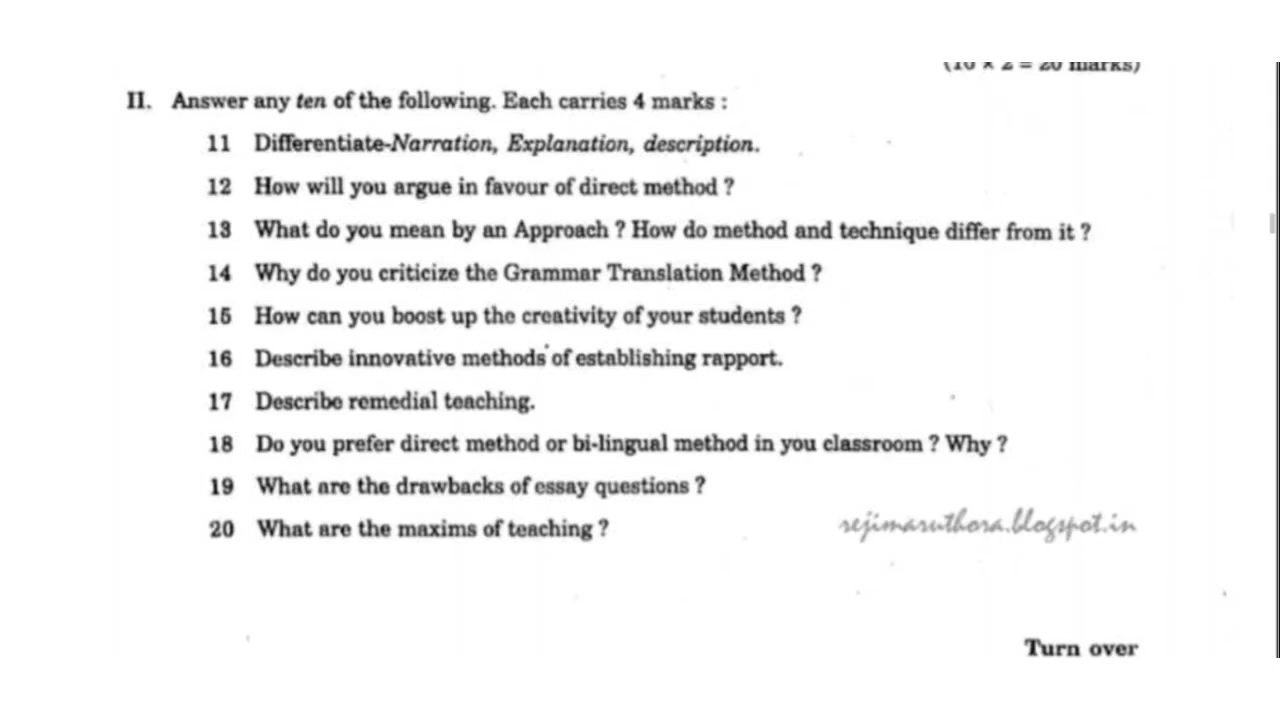 (10 × 2 = 20 marks)
II. Answer any ten of the following. Each carries 4 marks :
11 Differentiate-Narration, Explanation, description.
12 How will you argue in favour of direct method ?
13 What do you mean by an Approach ? How do method and technique differ from it ?
14 Why do you criticize the Grammar Translation Method ?
15 How can you boost up the creativity of your students ?
16 Describe innovative methods of establishing rapport.
17 Describe remedial teaching.
18 Do you prefer direct method or bi-lingual method in you classroom ? Why ?
19 What are the drawbacks of essay questions ?
20 What are the maxims of teaching ?
rejimaruthora.blogspot.in
Turn over